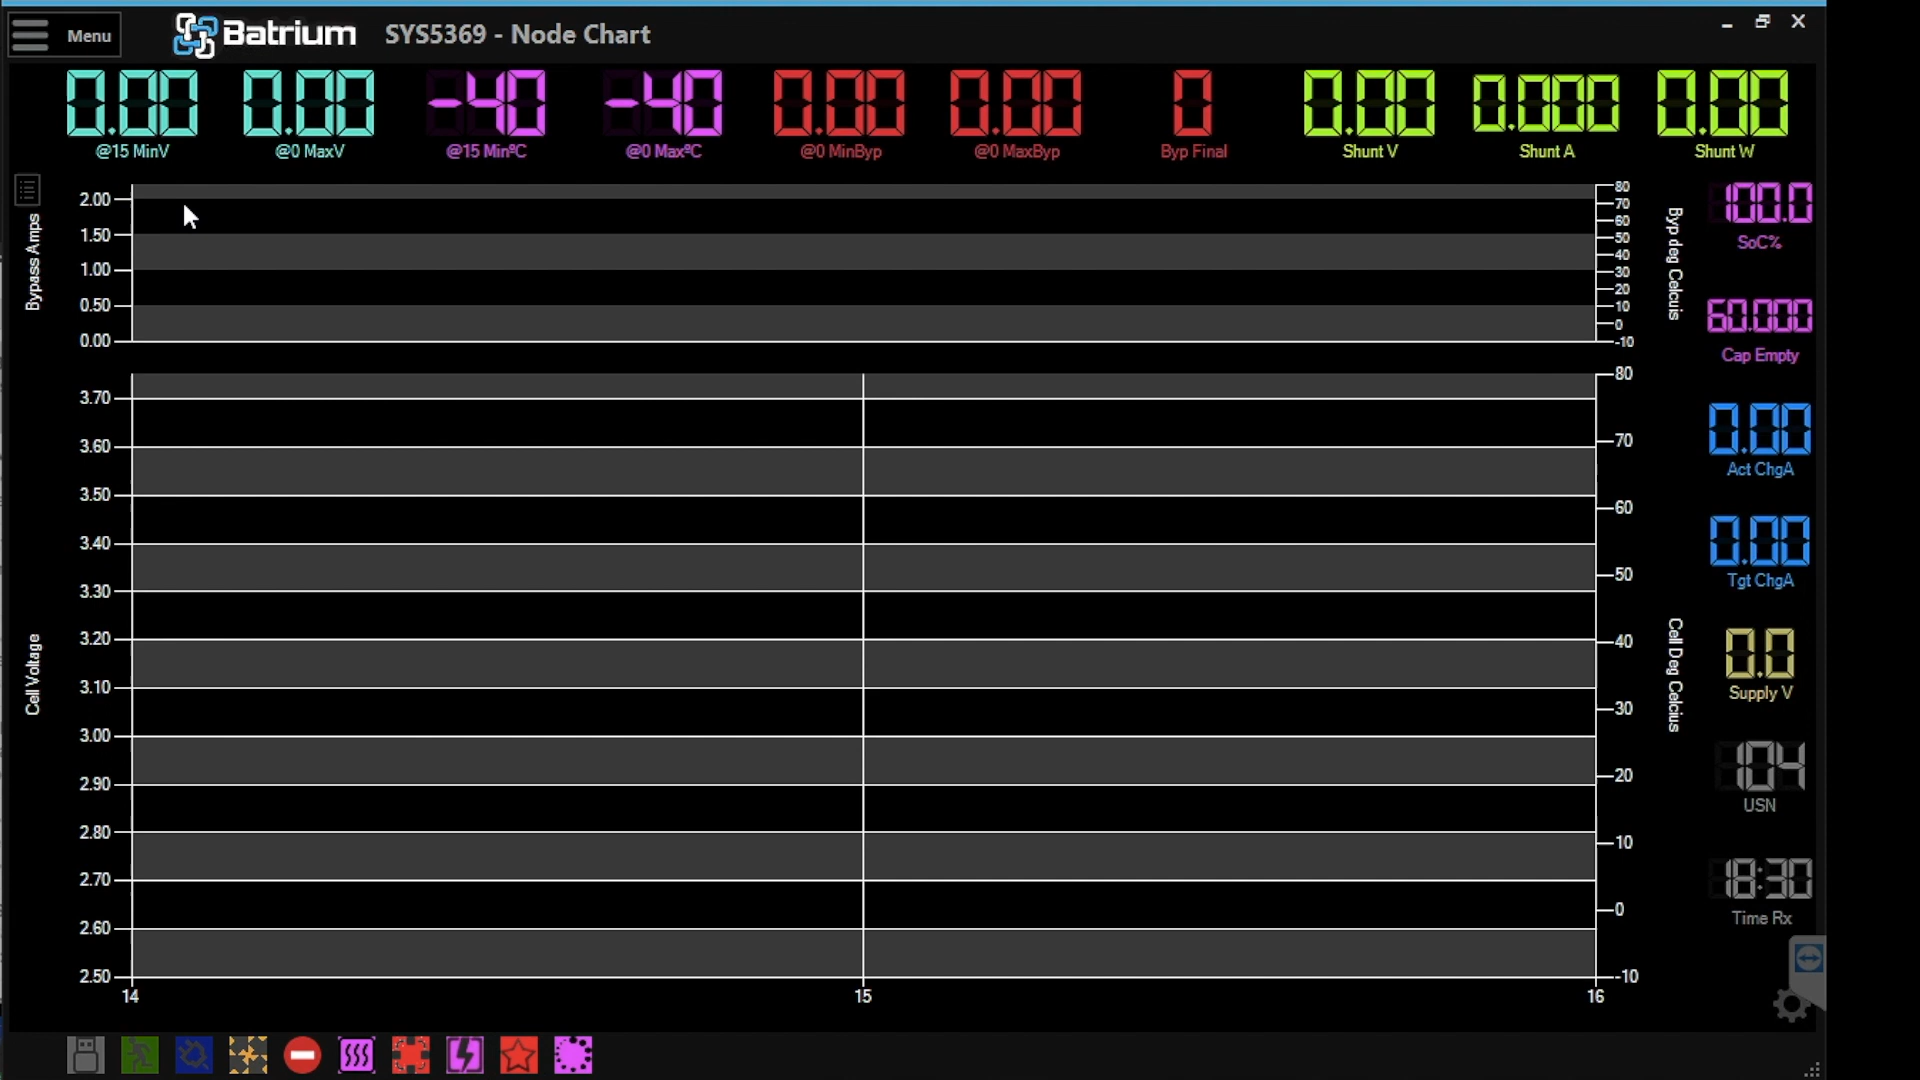 Menu
Batrium
SYS5369 - Node Chart
0.00
0.00
-40
-40
0.00
0.00
0
0.00
0.000
0.00
@15 MinV
@0 MaxV
@15 MinºC
@0 MaxºC
@0 MinByp
@0 MaxByp
Byp Final
Shunt V
Shunt A
Shunt W
Bypass Amps
2.00
1.50
1.00
0.50
0.00
80
70
60
50
40
30
20
10
0
-10
Byp deg Celcuis
Cell Voltage
3.70
3.60
3.50
3.40
3.30
3.20
3.10
3.00
2.90
2.80
2.70
2.60
2.50
14
15
16
80
70
60
50
40
30
20
10
0
-10
Cell Deg Celcius
100.0
SoC%
60.000
Cap Empty
0.00
Act ChgA
0.00
Tgt ChgA
0.0
Supply V
104
USN
18:30
Time Rx